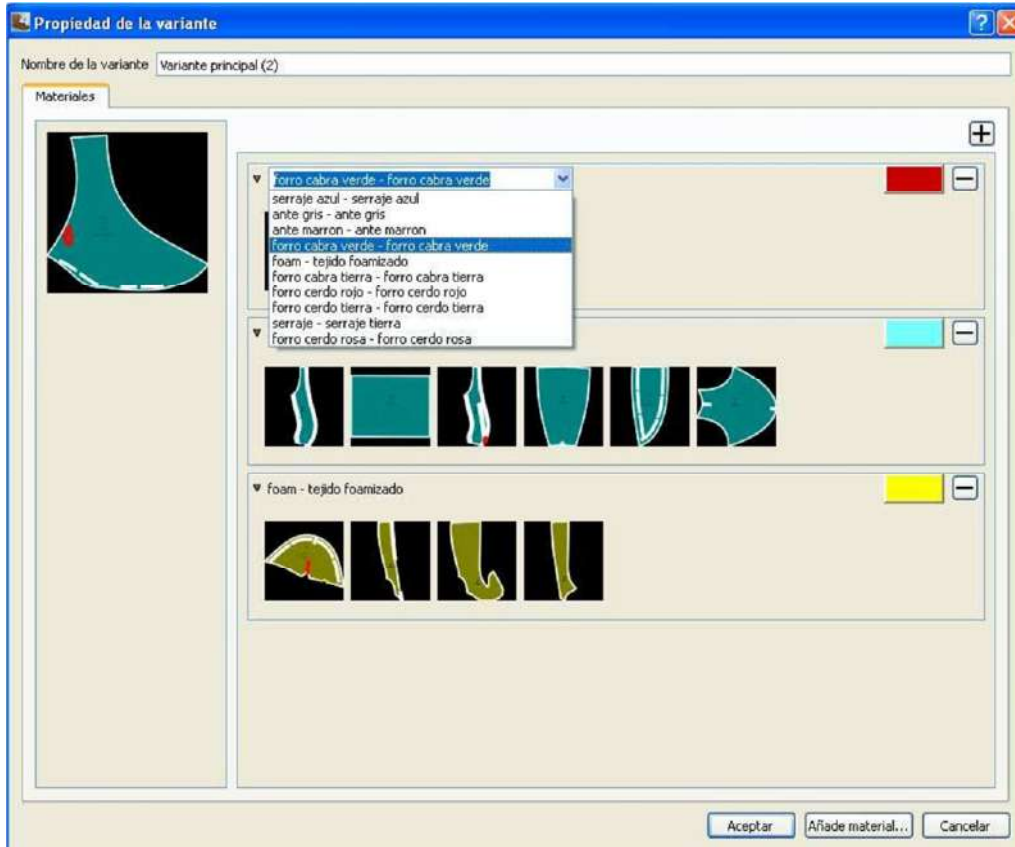 Propiedad de la variante
Nombre de la variante Variante principal (2)
Materiales
forro cabra verde - forro cabra verde
serraje azul - serraje azul
ante gris - ante gris
ante marron - ante marron
forro cabra verde - forro cabra verde
foam - tejido foamizado
forro cabra tierra - forro cabra tierra
forro cerdo rojo - forro cerdo rojo
forro cerdo tierra - forro cerdo tierra
serraje - serraje tierra
forro cerdo rosa - forro cerdo rosa
foam - tejido foamizado
Aceptar Añade material... Cancelar